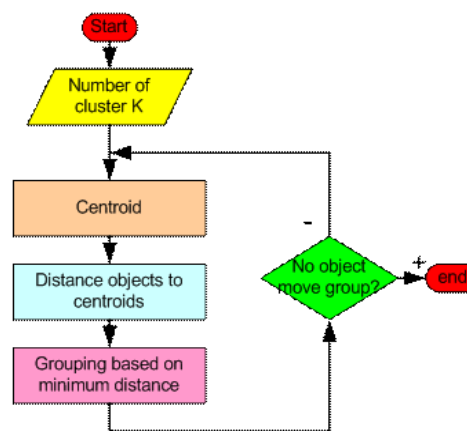 Start
Number of
cluster K
Centroid
Distance objects to
centroids
Grouping based on
minimum distance
-
No object
move group?
+
end